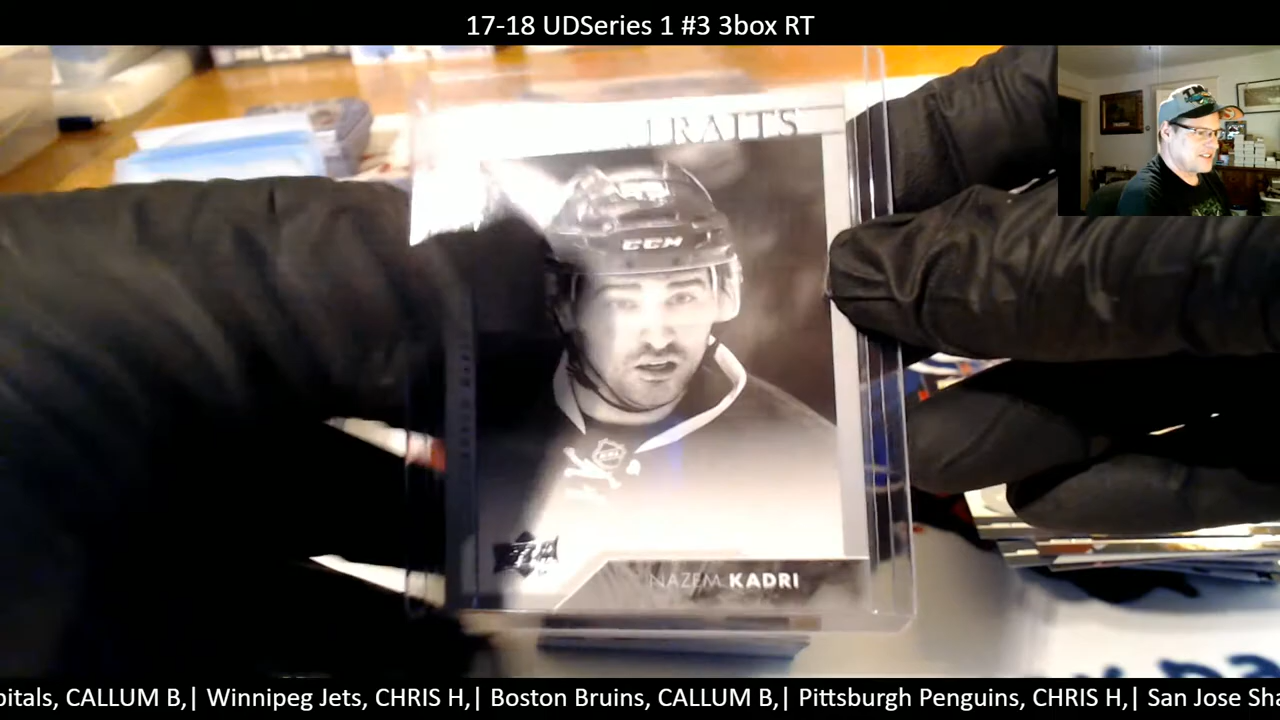 17-18 UDSeries 1 #3 3box RT
TRAITS
CCM
NAZEM KADRI
pitals, CALLUM B,| Winnipeg Jets, CHRIS H,| Boston Bruins, CALLUM B,| Pittsburgh Penguins, CHRIS H,| San Jose Sha